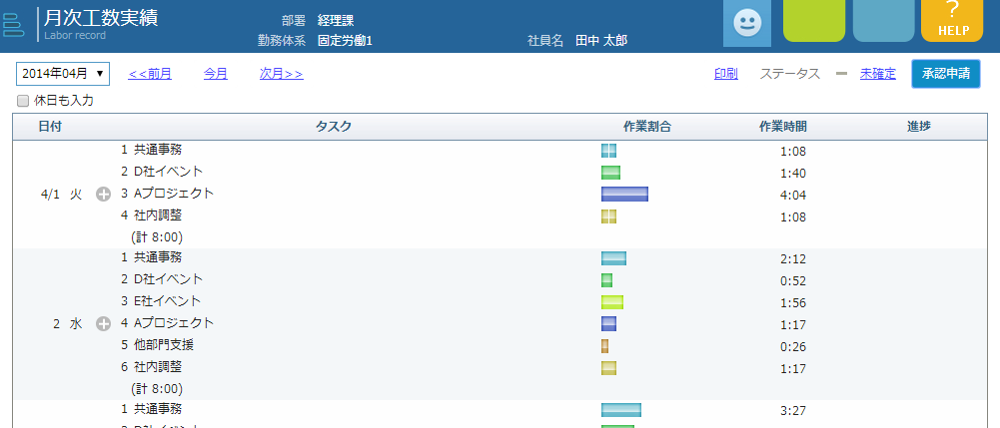 月次工数実績
Labor record
部署 経理課
勤務体系 固定労働1
社員名 田中 太郎
?
HELP
2014年04月 ▼ <<前月 今月 次月>> 印刷 ステータス ー 未確定 承認申請
休日も入力
日付 タスク 作業割合 作業時間 進捗
1 共通事務 1:08
2 D社イベント 1:40
4/1 火 3 Aプロジェクト 4:04
4 社内調整 1:08
(計 8:00)
1 共通事務 2:12
2 D社イベント 0:52
3 E社イベント 1:56
2 水 4 Aプロジェクト 1:17
5 他部門支援 0:26
6 社内調整 1:17
(計 8:00)
1 共通事務 3:27